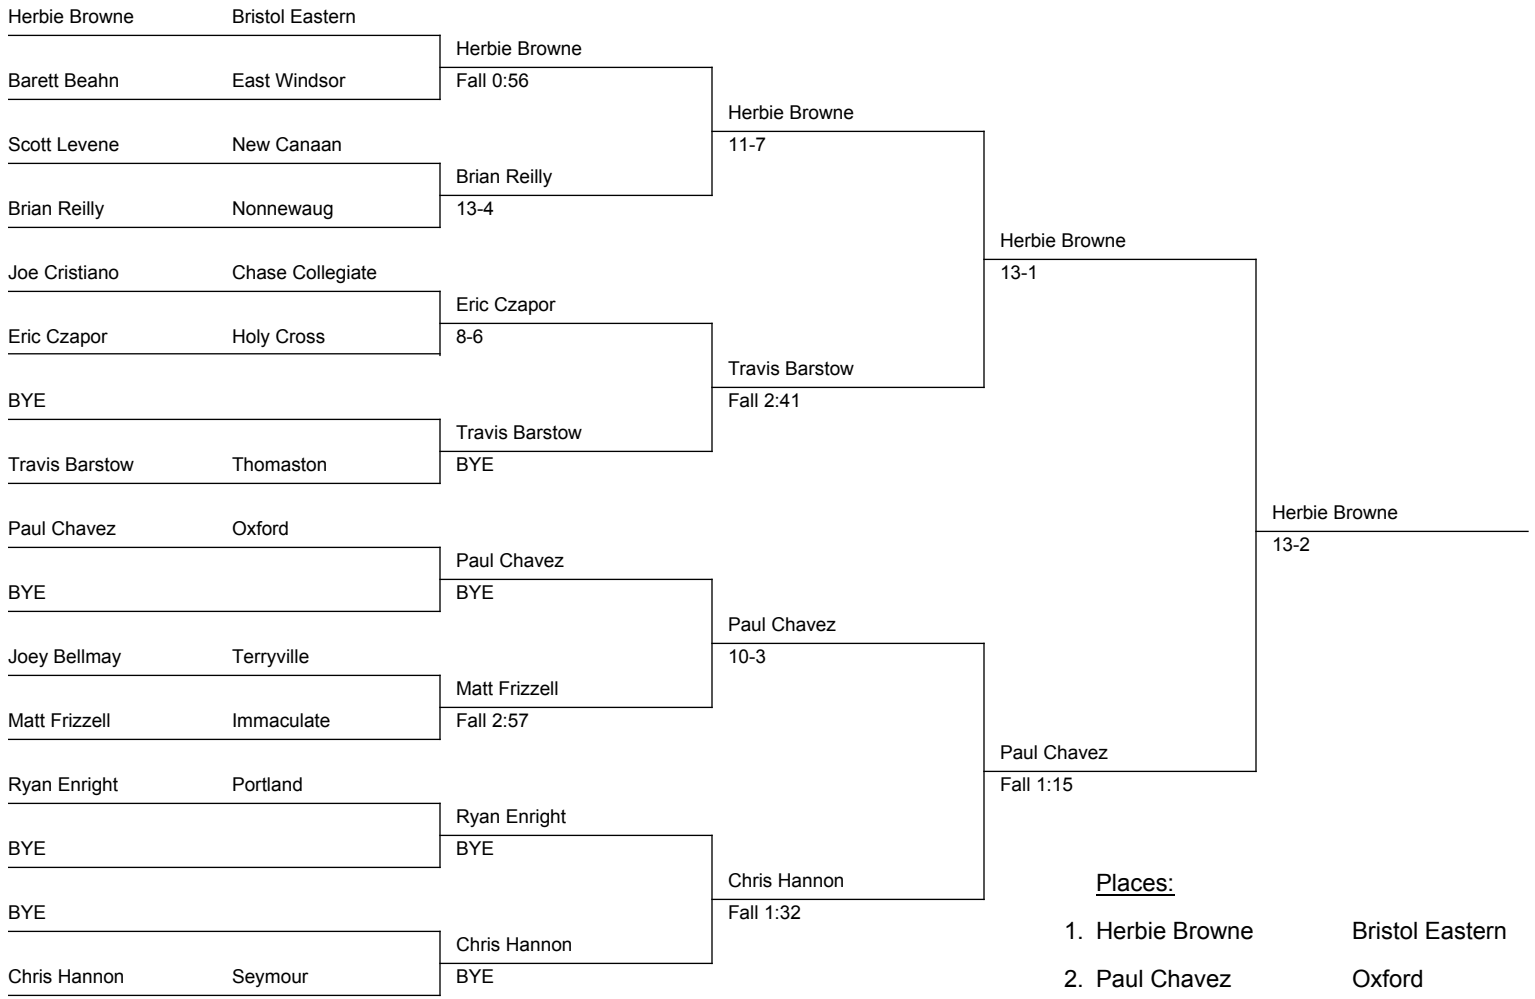 Herbie Browne Bristol Eastern
Herbie Browne
Barett Beahn East Windsor
Fall 0:56
Herbie Browne
Scott Levene New Canaan
11-7
Brian Reilly
Brian Reilly Nonnewaug
13-4
Herbie Browne
Joe Cristiano Chase Collegiate
13-1
Eric Czapor
Eric Czapor Holy Cross
8-6
Travis Barstow
BYE
Fall 2:41
Travis Barstow
Travis Barstow Thomaston
BYE
Herbie Browne
Paul Chavez Oxford
13-2
Paul Chavez
BYE
BYE
Paul Chavez
Joey Bellmay Terryville
10-3
Matt Frizzell
Matt Frizzell Immaculate
Fall 2:57
Paul Chavez
Ryan Enright Portland
Fall 1:15
Ryan Enright
BYE
BYE
Chris Hannon
Places:
BYE
Fall 1:32
1. Herbie Browne Bristol Eastern
Chris Hannon
Chris Hannon Seymour
BYE
2. Paul Chavez Oxford